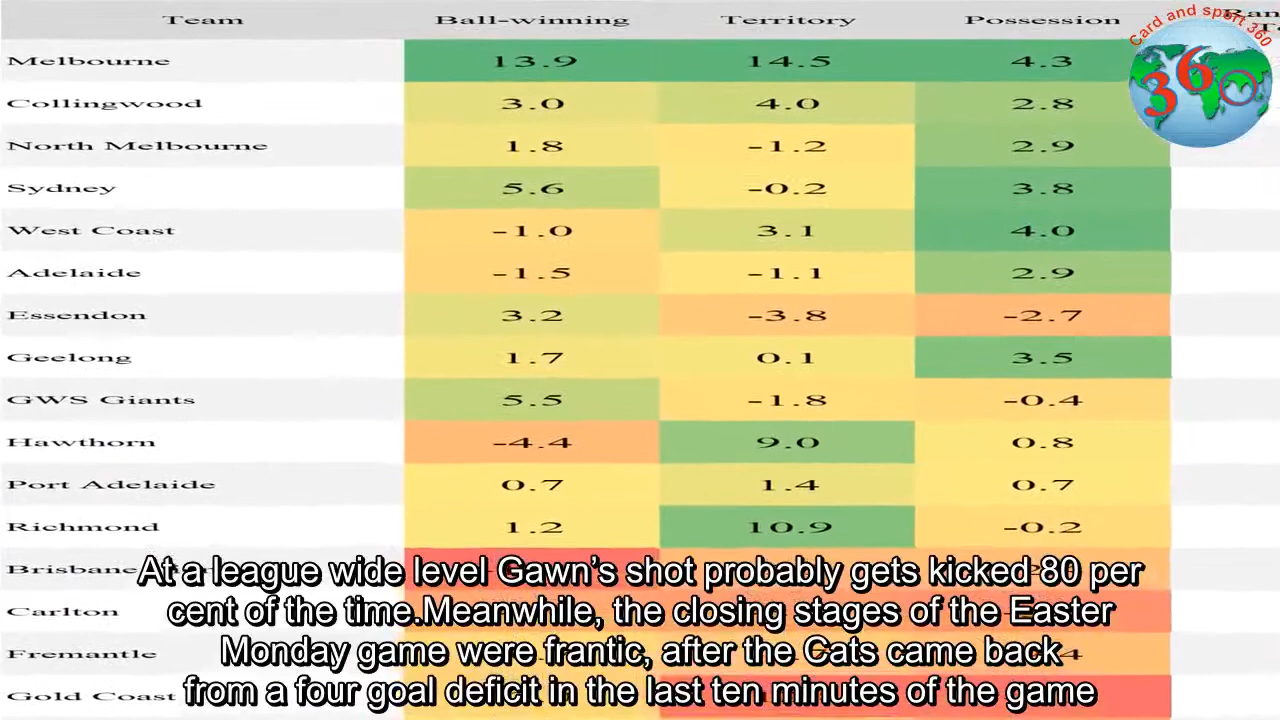 Team Ball-winning Territory Possession
Card and sport 360
360
Melbourne 13.9 14.5 4.3
Collingwood 3.0 4.0 2.8
North Melbourne 1.8 -1.2 2.9
Sydney 5.6 -0.2 3.8
West Coast -1.0 3.1 4.0
Adelaide -1.5 -1.1 2.9
Essendon 3.2 -3.8 -2.7
Geelong 1.7 0.1 3.5
GWS Giants 5.5 -1.8 -0.4
Hawthorn -4.4 9.0 0.8
Port Adelaide 0.7 1.4 0.7
Richmond 1.2 10.9 -0.2
Brisbane
Carlton
Fremantle
Gold Coast
At a league wide level Gawn’s shot probably gets kicked 80 per
cent of the time.Meanwhile, the closing stages of the Easter
Monday game were frantic, after the Cats came back
from a four goal deficit in the last ten minutes of the game